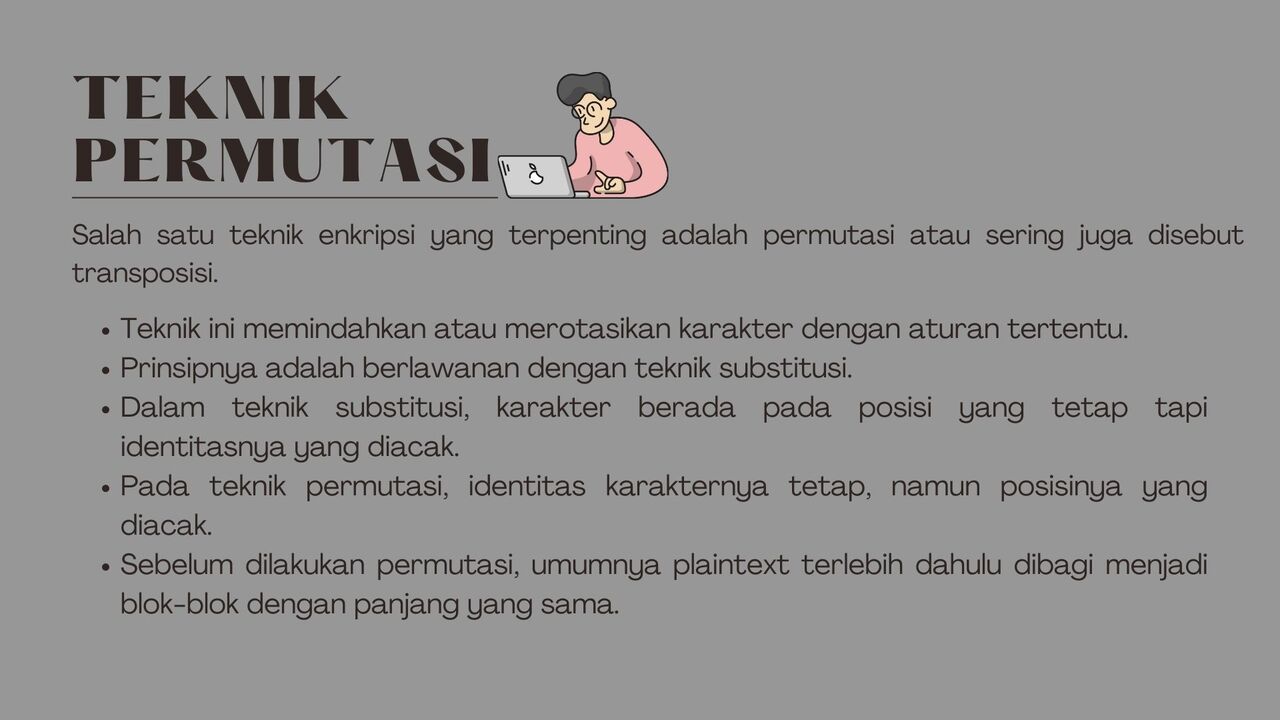 TEKNIK
PERMUTASI
Salah satu teknik enkripsi yang terpenting adalah permutasi atau sering juga disebut
transposisi.
• Teknik ini memindahkan atau merotasikan karakter dengan aturan tertentu.
• Prinsipnya adalah berlawanan dengan teknik substitusi.
• Dalam teknik substitusi, karakter berada pada posisi yang tetap tapi
identitasnya yang diacak.
• Pada teknik permutasi, identitas karakternya tetap, namun posisinya yang
diacak.
• Sebelum dilakukan permutasi, umumnya plaintext terlebih dahulu dibagi menjadi
blok-blok dengan panjang yang sama.